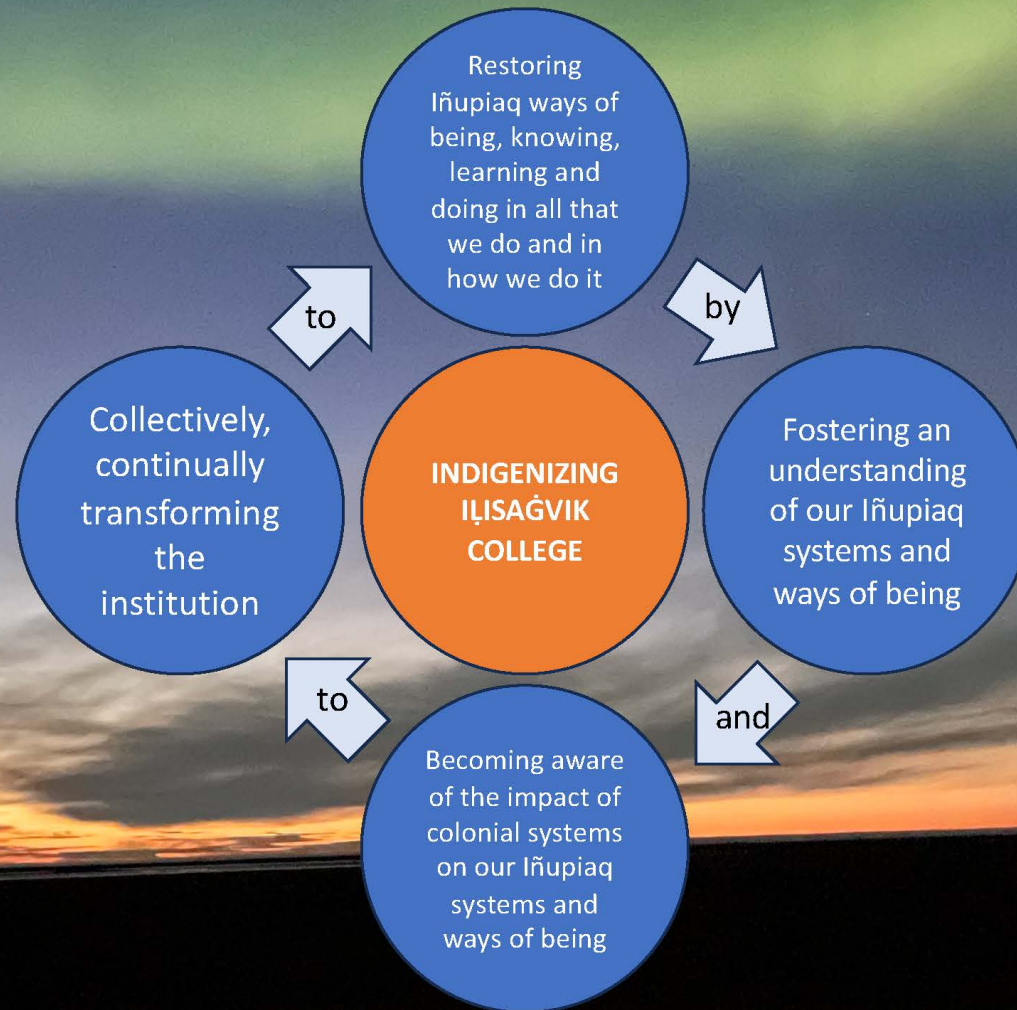 Restoring
Iñupiaq ways of
being, knowing,
learning and
doing in all that
we do and in
how we do it
by
Fostering an
understanding
of our Iñupiaq
systems and
ways of being
and
Becoming aware
of the impact of
colonial systems
on our Iñupiaq
systems and
ways of being
to
Collectively,
continually
transforming
the
institution
to
INDIGENIZING
IḶISAĠVIK
COLLEGE